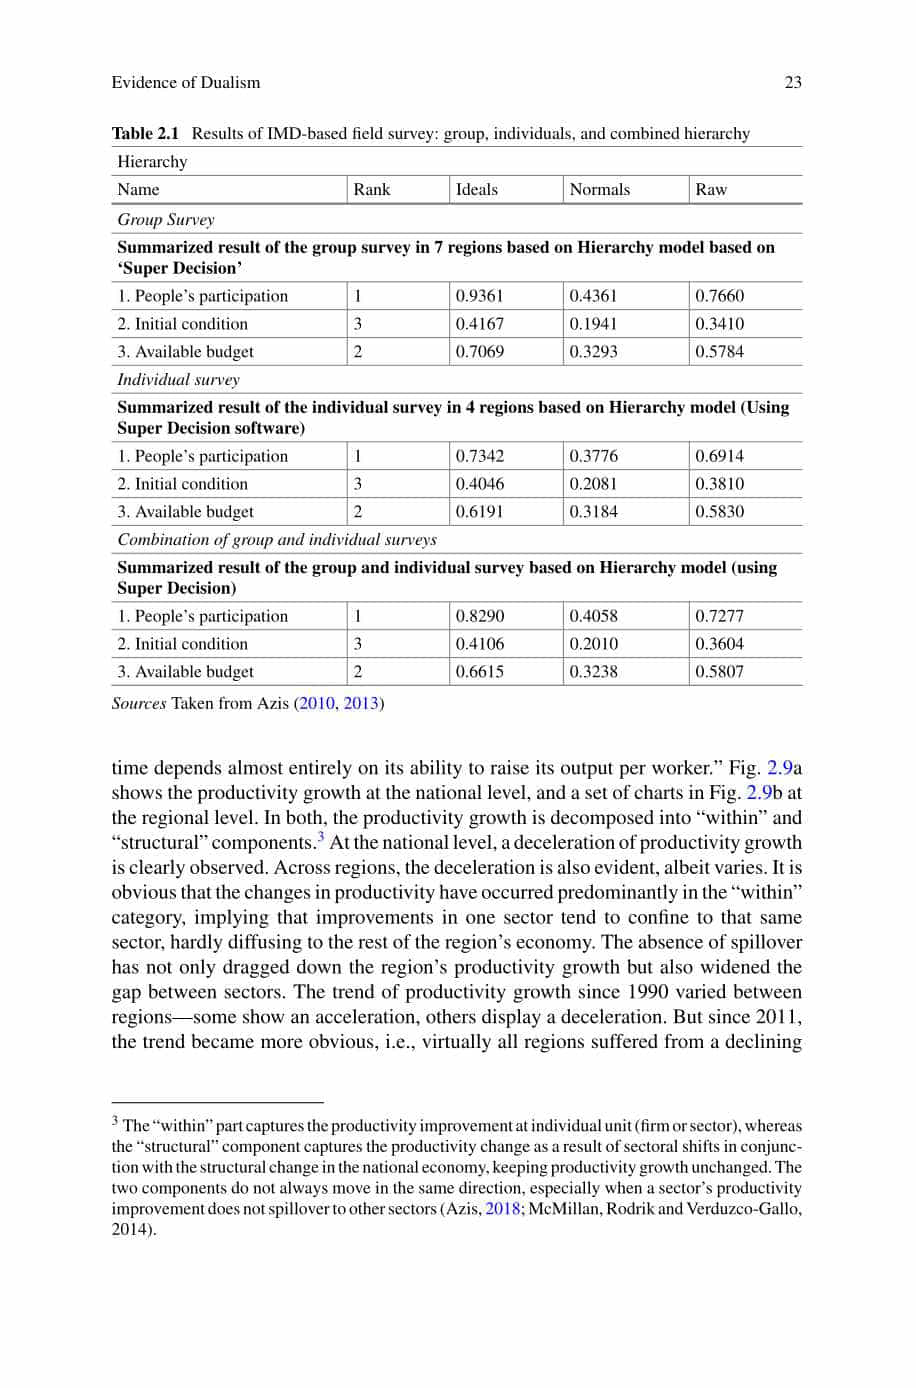 Evidence of Dualism 23
Table 2.1 Results of IMD-based field survey: group, individuals, and combined hierarchy
Hierarchy
Name Rank Ideals Normals Raw
Group Survey
Summarized result of the group survey in 7 regions based on Hierarchy model based on
‘Super Decision’
1. People’s participation 1 0.9361 0.4361 0.7660
2. Initial condition 3 0.4167 0.1941 0.3410
3. Available budget 2 0.7069 0.3293 0.5784
Individual survey
Summarized result of the individual survey in 4 regions based on Hierarchy model (Using
Super Decision software)
1. People’s participation 1 0.7342 0.3776 0.6914
2. Initial condition 3 0.4046 0.2081 0.3810
3. Available budget 2 0.6191 0.3184 0.5830
Combination of group and individual surveys
Summarized result of the group and individual survey based on Hierarchy model (using
Super Decision)
1. People’s participation 1 0.8290 0.4058 0.7277
2. Initial condition 3 0.4106 0.2010 0.3604
3. Available budget 2 0.6615 0.3238 0.5807
Sources Taken from Azis (2010, 2013)
time depends almost entirely on its ability to raise its output per worker.” Fig. 2.9a
shows the productivity growth at the national level, and a set of charts in Fig. 2.9b at
the regional level. In both, the productivity growth is decomposed into “within” and
“structural” components.3 At the national level, a deceleration of productivity growth
is clearly observed. Across regions, the deceleration is also evident, albeit varies. It is
obvious that the changes in productivity have occurred predominantly in the “within”
category, implying that improvements in one sector tend to confine to that same
sector, hardly diffusing to the rest of the region’s economy. The absence of spillover
has not only dragged down the region’s productivity growth but also widened the
gap between sectors. The trend of productivity growth since 1990 varied between
regions—some show an acceleration, others display a deceleration. But since 2011,
the trend became more obvious, i.e., virtually all regions suffered from a declining
3 The “within” part captures the productivity improvement at individual unit (firm or sector), whereas
the “structural” component captures the productivity change as a result of sectoral shifts in conjunc-
tion with the structural change in the national economy, keeping productivity growth unchanged. The
two components do not always move in the same direction, especially when a sector’s productivity
improvement does not spillover to other sectors (Azis, 2018; McMillan, Rodrik and Verduzco-Gallo,
2014).